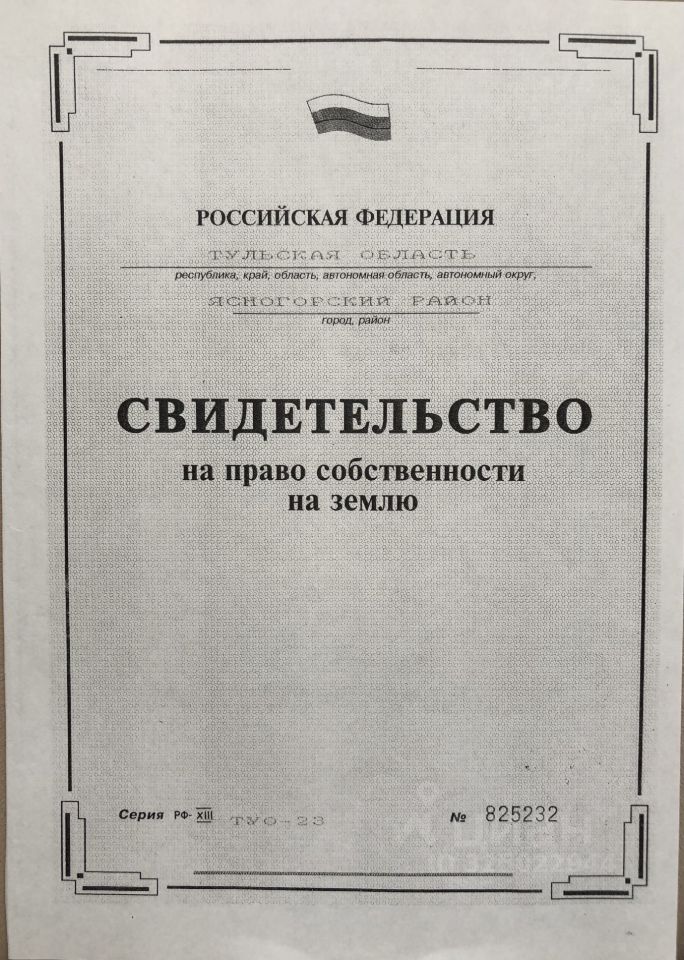 РОССИЙСКАЯ ФЕДЕРАЦИЯ
ТУЛЬСКАЯ ОБЛАСТЬ
республика, край, область, автономная область, автономный округ,
ЯСНОГОРСКИЙ РАЙОН
город, район
СВИДЕТЕЛЬСТВО
на право собственности
на землю
Серия РФ-XIII ТУО-23 № 825232